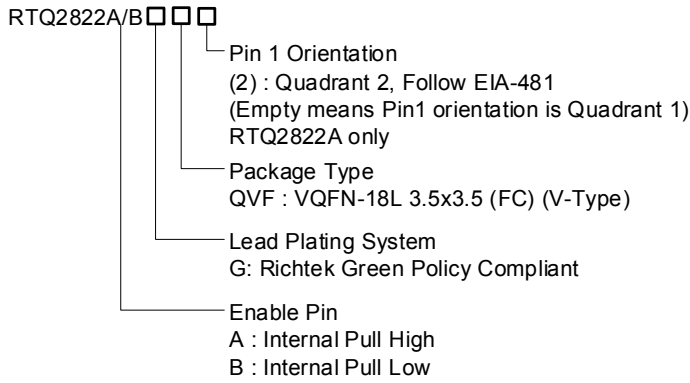 RTQ2822A/B□□□
Pin 1 Orientation
(2) : Quadrant 2, Follow EIA-481
(Empty means Pin1 orientation is Quadrant 1)
RTQ2822A only
Package Type
QVF : VQFN-18L 3.5x3.5 (FC) (V-Type)
Lead Plating System
G: Richtek Green Policy Compliant
Enable Pin
A : Internal Pull High
B : Internal Pull Low